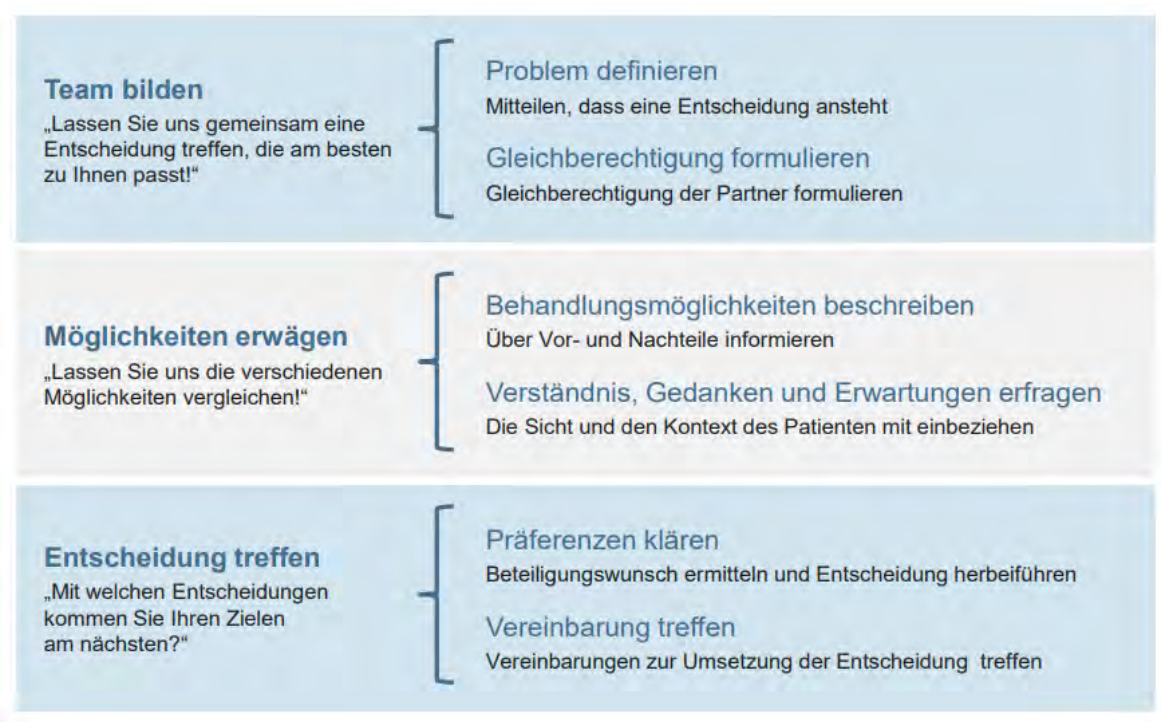 Team bilden
„Lassen Sie uns gemeinsam eine
Entscheidung treffen, die am besten
zu Ihnen passt!“
Problem definieren
Mitteilen, dass eine Entscheidung ansteht
Gleichberechtigung formulieren
Gleichberechtigung der Partner formulieren
Möglichkeiten erwägen
„Lassen Sie uns die verschiedenen
Möglichkeiten vergleichen!“
Behandlungsmöglichkeiten beschreiben
Über Vor- und Nachteile informieren
Verständnis, Gedanken und Erwartungen erfragen
Die Sicht und den Kontext des Patienten mit einbeziehen
Entscheidung treffen
„Mit welchen Entscheidungen
kommen Sie Ihren Zielen
am nächsten?“
Präferenzen klären
Beteiligungswunsch ermitteln und Entscheidung herbeiführen
Vereinbarung treffen
Vereinbarungen zur Umsetzung der Entscheidung treffen